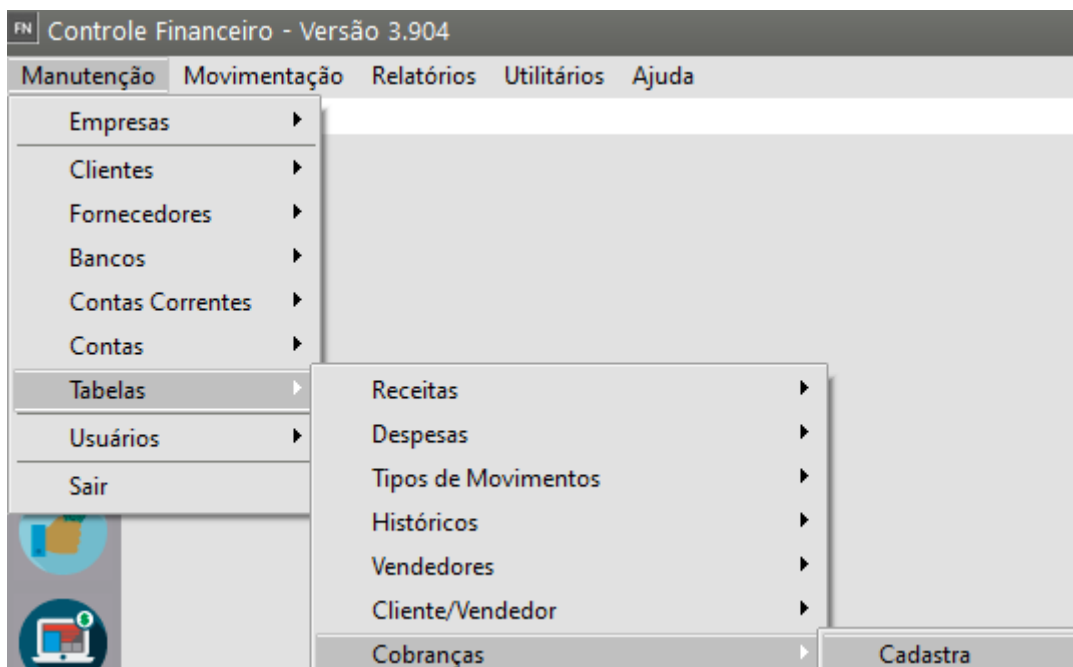 FN Controle Financeiro - Versão 3.904
Manutenção Movimentação Relatórios Utilitários Ajuda
Empresas
Clientes
Fornecedores
Bancos
Contas Correntes
Contas
Tabelas
Usuários
Sair
Receitas
Despesas
Tipos de Movimentos
Históricos
Vendedores
Cliente/Vendedor
Cobranças
Cadastra